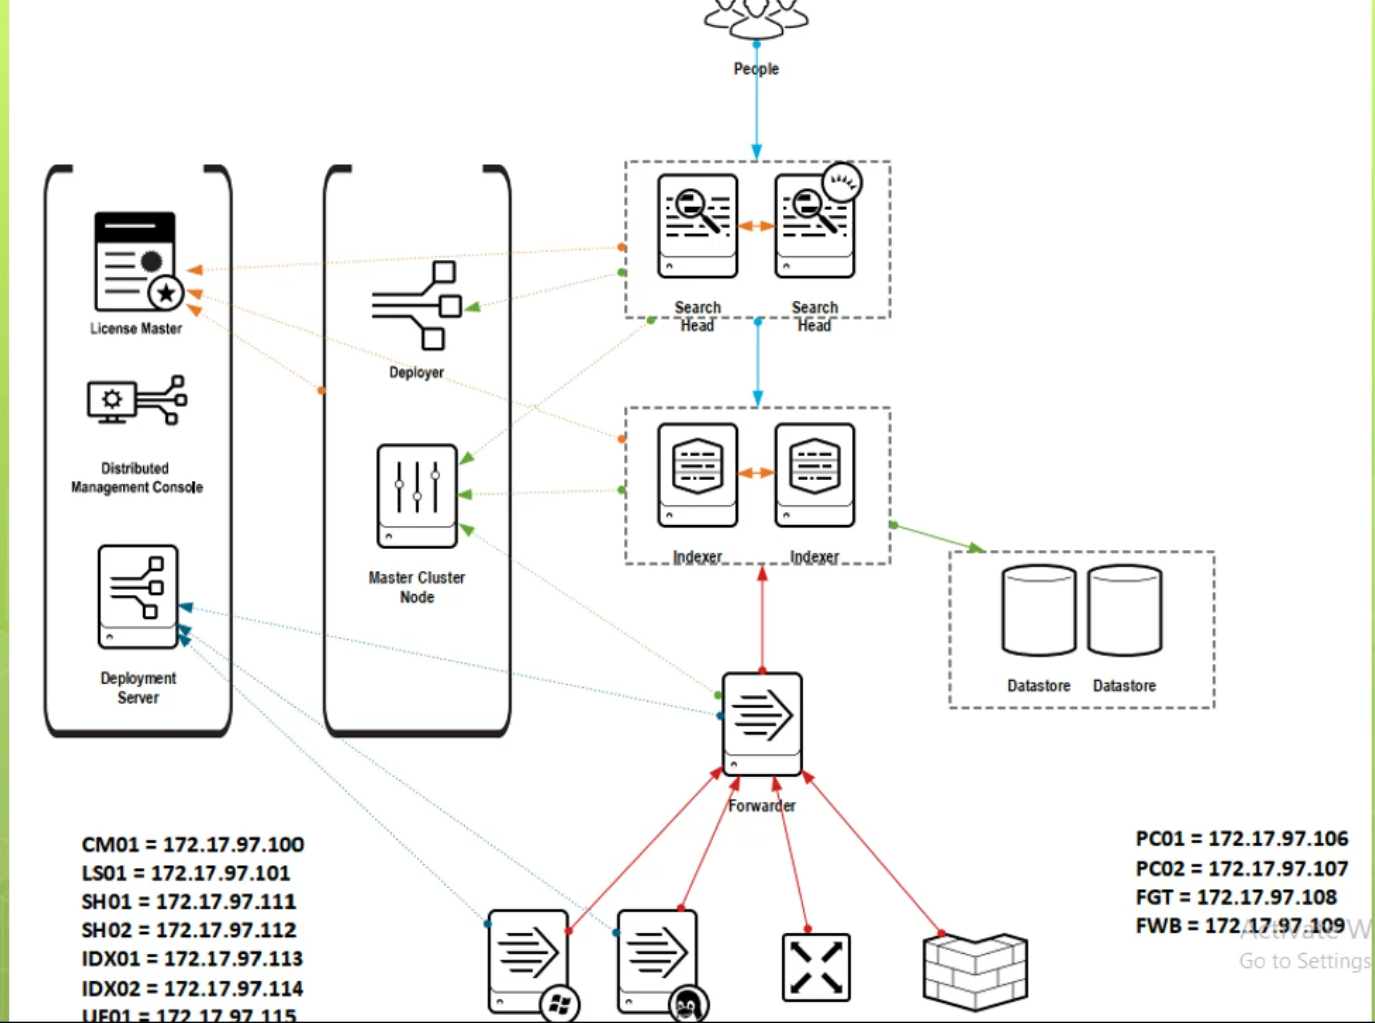 People
Search
Head
Search
Head
License Master
Deployer
Distributed
Management Console
Indexer
Indexer
Master Cluster
Node
Deployment
Server
Datastore
Datastore
Forwarder
CM01 = 172.17.97.100
LS01 = 172.17.97.101
SH01 = 172.17.97.111
SH02 = 172.17.97.112
IDX01 = 172.17.97.113
IDX02 = 172.17.97.114
UF01 = 172.17.97.115
PC01 = 172.17.97.106
PC02 = 172.17.97.107
FGT = 172.17.97.108
FWB = 172.17.97.109
Activate W
Go to Settings